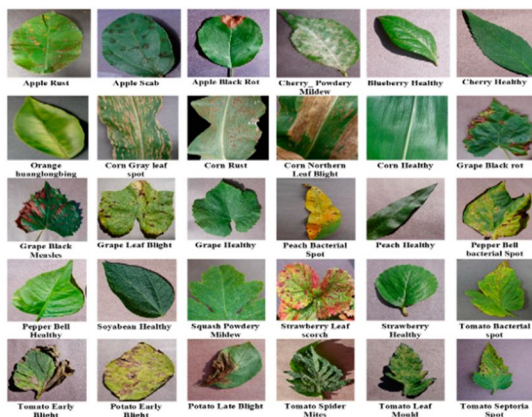 Apple Rust
Apple Scab
Apple Black Rot
Cherry_ Powdery
Mildew
Blueberry Healthy
Cherry Healthy
Orange
huanglongbing
Corn Gray leaf
spot
Corn Rust
Corn Northern
Leaf Blight
Corn Healthy
Grape Black rot
Grape Black
Measles
Grape Leaf Blight
Grape Healthy
Peach Bacterial
Spot
Peach Healthy
Pepper Bell
bacterial Spot
Pepper Bell
Healthy
Soyabean Healthy
Squash Powdery
Mildew
Strawberry Leaf
scorch
Strawberry
Healthy
Tomato Bacterial
spot
Tomato Early
Blight
Potato Early
Blight
Potato Late Blight
Tomato Spider
Mites
Tomato Leaf
Mould
Tomato Septoria
Spot